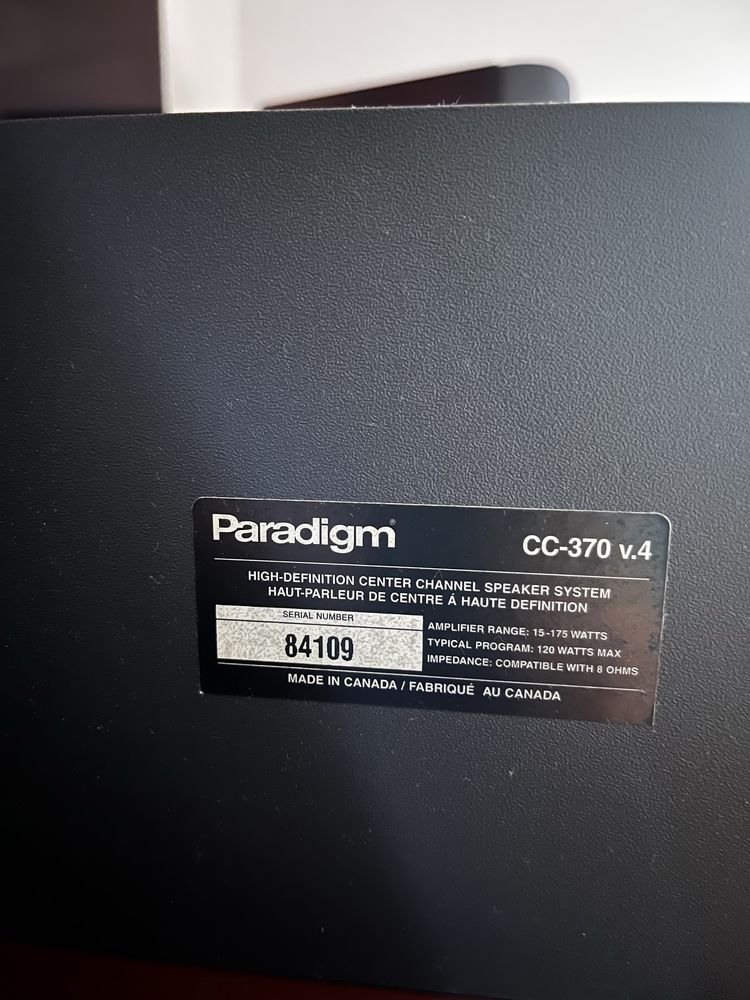 Paradigm®
CC-370 v.4
HIGH-DEFINITION CENTER CHANNEL SPEAKER SYSTEM
HAUT-PARLEUR DE CENTRE Á HAUTE DEFINITION
SERIAL NUMBER
84109
AMPLIFIER RANGE: 15-175 WATTS
TYPICAL PROGRAM: 120 WATTS MAX
IMPEDANCE: COMPATIBLE WITH 8 OHMS
MADE IN CANADA / FABRIQUÉ AU CANADA